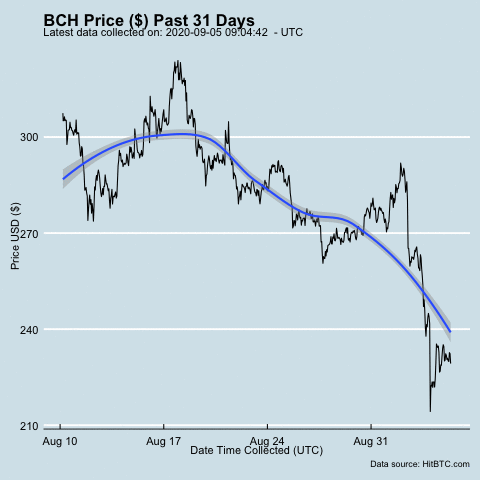 BCH Price ($) Past 31 Days
Latest data collected on: 2020-09-05 09:04:42 - UTC
Price USD ($)
300
270
240
210
Aug 10
Aug 17
Aug 24
Aug 31
Date Time Collected (UTC)
Data source: HitBTC.com